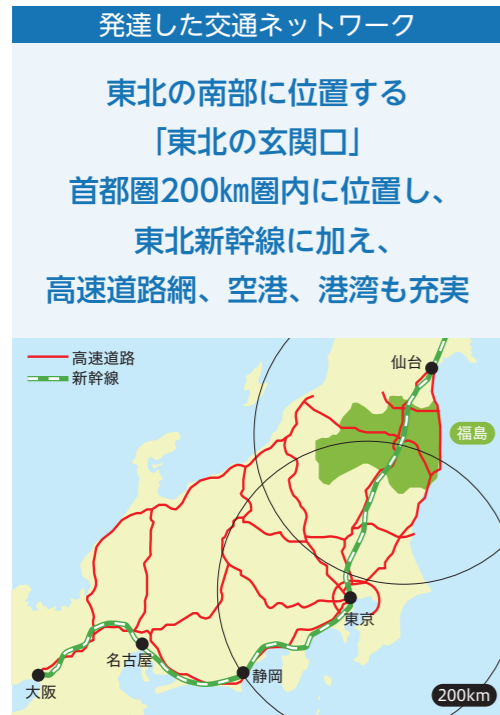 発達した交通ネットワーク
東北の南部に位置する
「東北の玄関口」
首都圏200㎞圏内に位置し、
東北新幹線に加え、
高速道路網、空港、港湾も充実
高速道路
新幹線
仙台
福島
東京
名古屋
静岡
大阪
200km